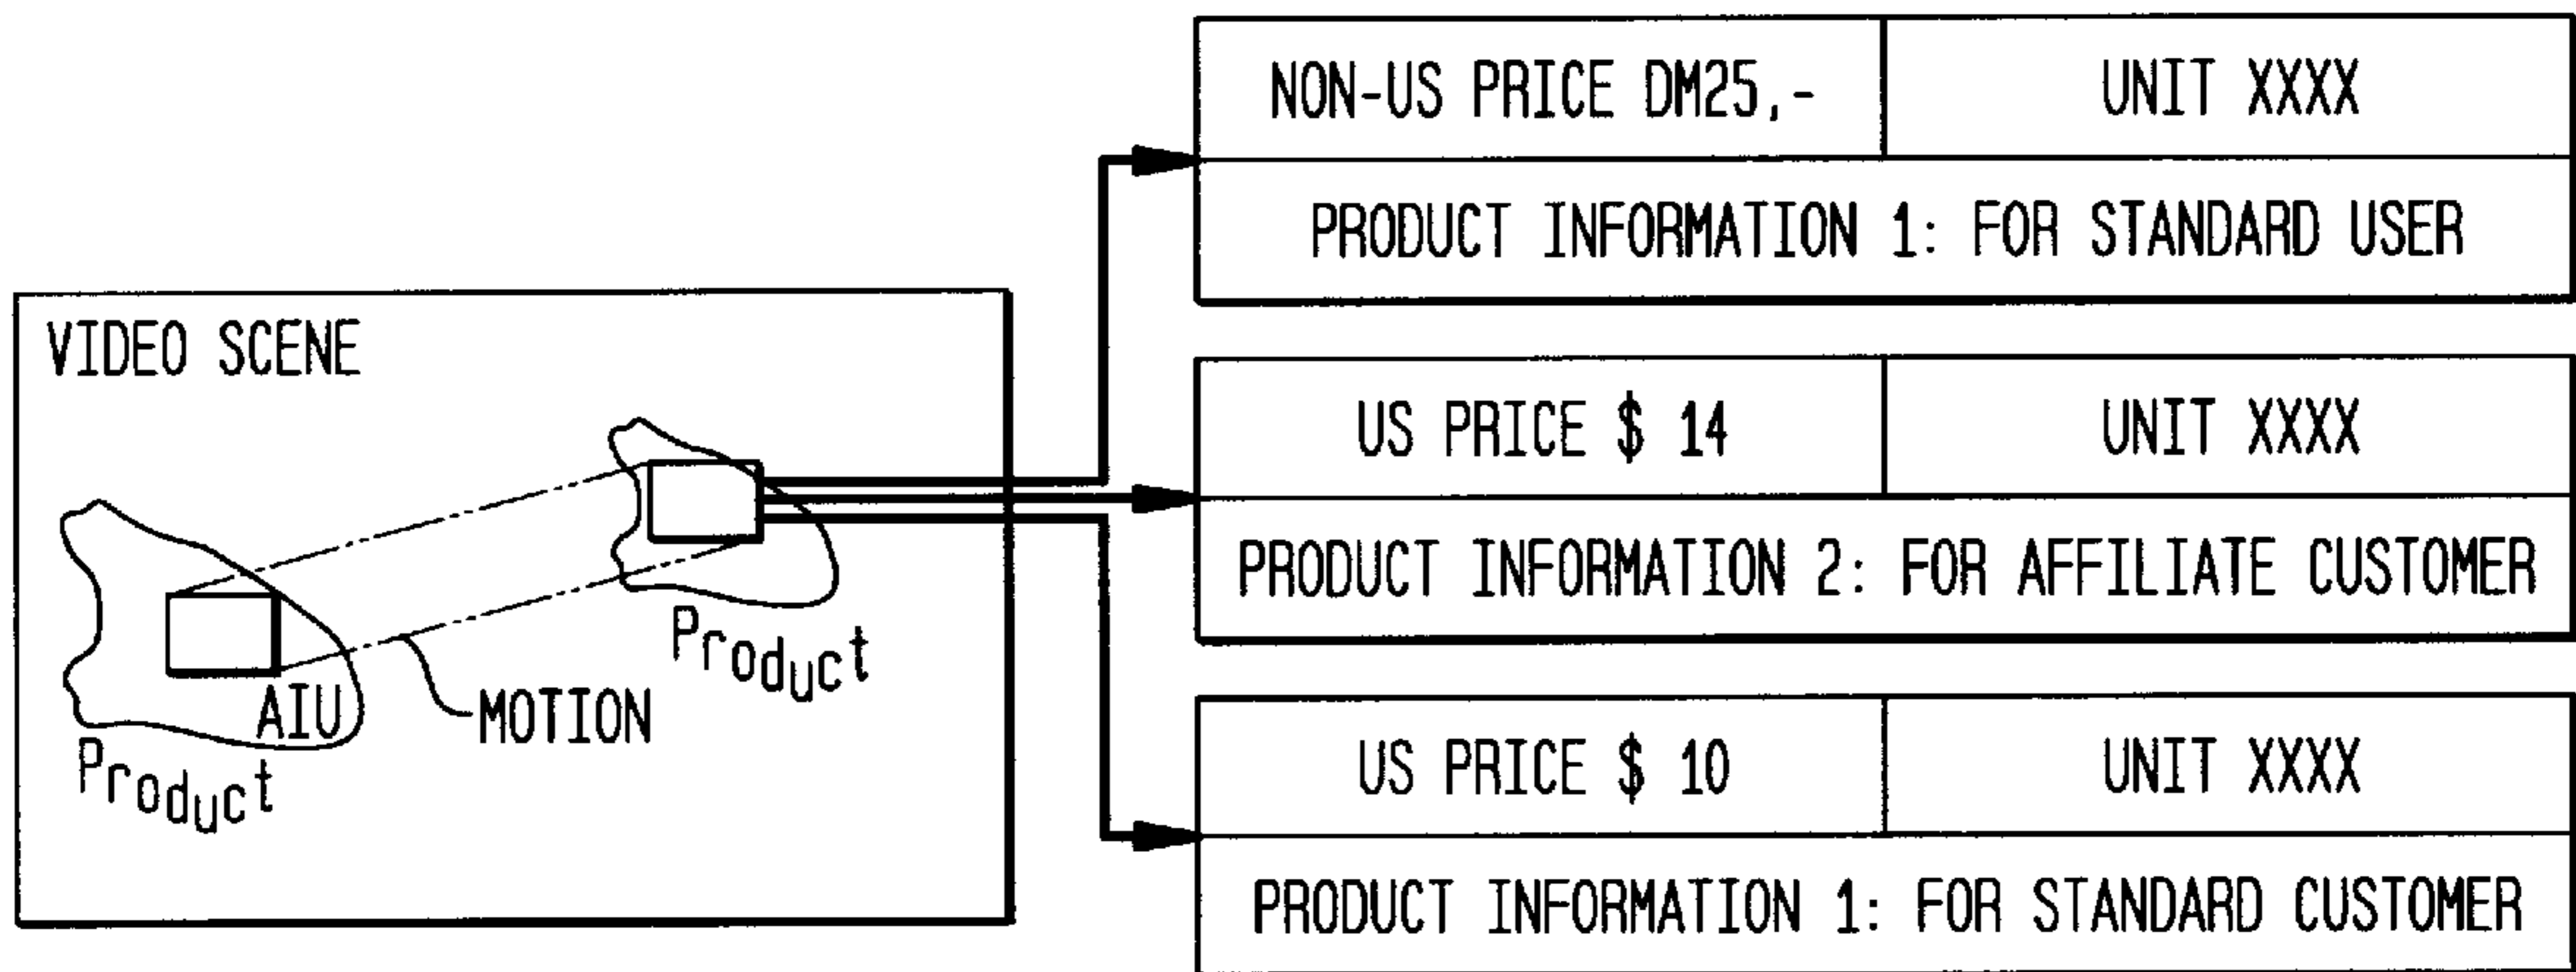 NON-US PRICE DM25,-
UNIT XXXX
PRODUCT INFORMATION 1: FOR STANDARD USER
VIDEO SCENE
US PRICE $ 14
UNIT XXXX
PRODUCT INFORMATION 2: FOR AFFILIATE CUSTOMER
Product
AIU
MOTION
Product
US PRICE $ 10
UNIT XXXX
PRODUCT INFORMATION 1: FOR STANDARD CUSTOMER